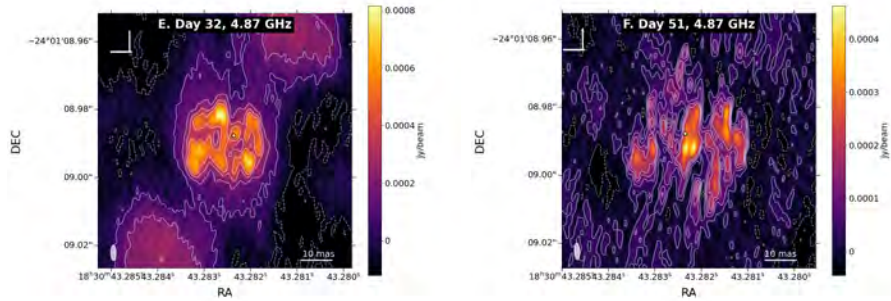 E. Day 32, 4.87 GHz
−24°01′08.96″
08.98″
09.00″
09.02″
DEC
18ʰ30ᵐ43.285ˢ 43.284ˢ 43.283ˢ 43.282ˢ 43.281ˢ 43.280ˢ
RA
10 mas
0.0008
0.0006
0.0004
0.0002
0
Jy/beam
F. Day 51, 4.87 GHz
−24°01′08.96″
08.98″
09.00″
09.02″
DEC
18ʰ30ᵐ43.285ˢ 43.284ˢ 43.283ˢ 43.282ˢ 43.281ˢ 43.280ˢ
RA
10 mas
0.0004
0.0003
0.0002
0.0001
0
Jy/beam